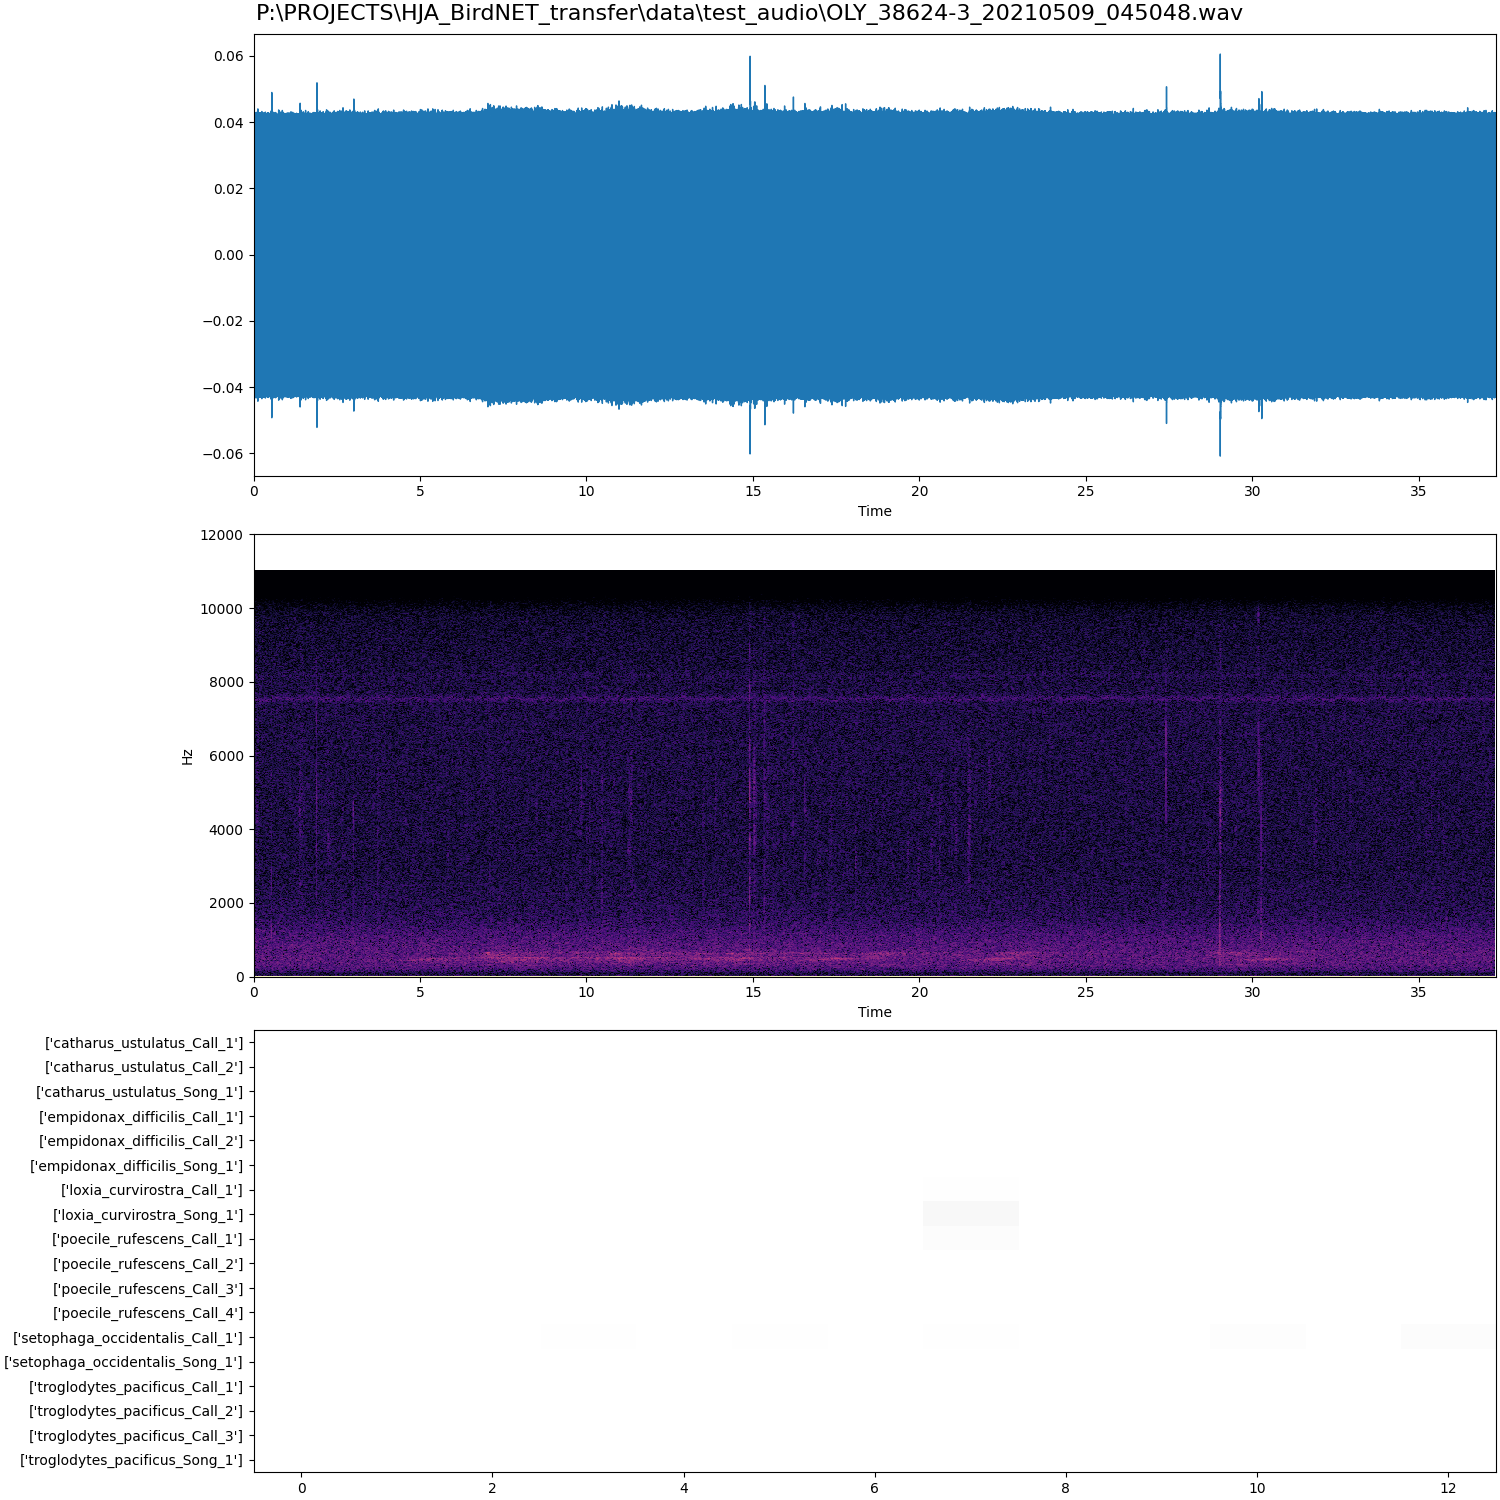 P:\PROJECTS\HJA_BirdNET_transfer\data\test_audio\OLY_38624-3_20210509_045048.wav
0.06
0.04
0.02
0.00
−0.02
−0.04
−0.06
0 5 10 15 20 25 30 35
Time
12000
10000
8000
6000
4000
2000
0
Hz
0 5 10 15 20 25 30 35
Time
['catharus_ustulatus_Call_1']
['catharus_ustulatus_Call_2']
['catharus_ustulatus_Song_1']
['empidonax_difficilis_Call_1']
['empidonax_difficilis_Call_2']
['empidonax_difficilis_Song_1']
['loxia_curvirostra_Call_1']
['loxia_curvirostra_Song_1']
['poecile_rufescens_Call_1']
['poecile_rufescens_Call_2']
['poecile_rufescens_Call_3']
['poecile_rufescens_Call_4']
['setophaga_occidentalis_Call_1']
['setophaga_occidentalis_Song_1']
['troglodytes_pacificus_Call_1']
['troglodytes_pacificus_Call_2']
['troglodytes_pacificus_Call_3']
['troglodytes_pacificus_Song_1']
0 2 4 6 8 10 12